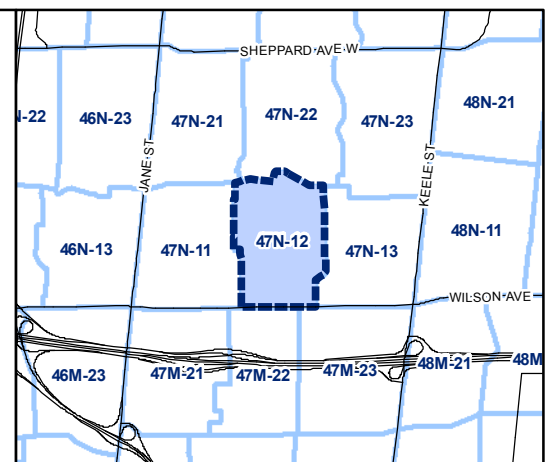 SHEPPARD AVE W
-22
46N-23
47N-21
47N-22
47N-23
48N-21
JANE ST
KEELE ST
46N-13
47N-11
47N-12
47N-13
48N-11
WILSON AVE
46M-23
47M-21
47M-22
47M-23
48M-21
48M